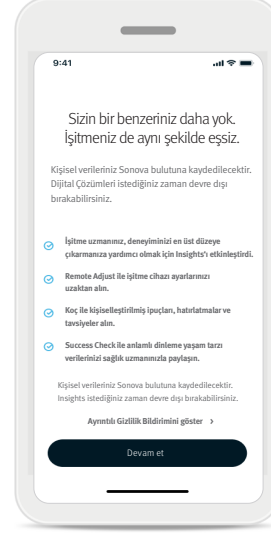 9:41
Sizin bir benzeriniz daha yok.
İşitmeniz de aynı şekilde eşsiz.
Kişisel verileriniz Sonova bulutuna kaydedilecektir.
Dijital Çözümleri istediğiniz zaman devre dışı
bırakabilirsiniz.
İşitme uzmanınız, deneyiminizi en üst düzeye
çıkarmanıza yardımcı olmak için Insights'ı etkinleştirdi.
Remote Adjust ile işitme cihazı ayarlarınızı
uzaktan alın.
Koç ile kişiselleştirilmiş ipuçları, hatırlatmalar ve
tavsiyeler alın.
Success Check ile anlamlı dinleme yaşam tarzı
verilerinizi sağlık uzmanınızla paylaşın.
Kişisel verileriniz Sonova bulutuna kaydedilecektir.
Insights istediğiniz zaman devre dışı bırakabilirsiniz.
Ayrıntılı Gizlilik Bildirimini göster >
Devam et